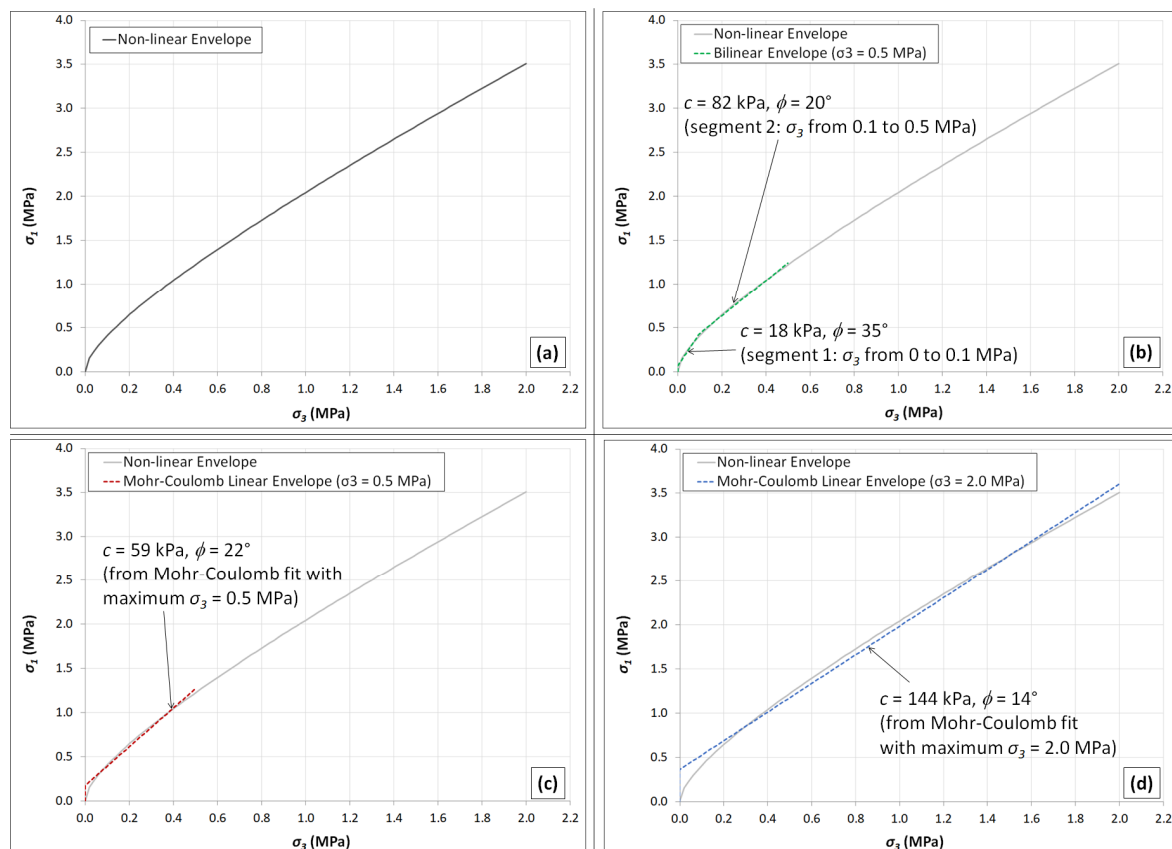 4.0
3.5
3.0
2.5
2.0
1.5
1.0
0.5
0.0
σ1 (MPa)
Non-linear Envelope
(a)
0.0 0.2 0.4 0.6 0.8 1.0 1.2 1.4 1.6 1.8 2.0 2.2
σ3 (MPa)
4.0
3.5
3.0
2.5
2.0
1.5
1.0
0.5
0.0
σ1 (MPa)
Non-linear Envelope
Bilinear Envelope (σ3 = 0.5 MPa)
c = 82 kPa, ϕ = 20°
(segment 2: σ3 from 0.1 to 0.5 MPa)
c = 18 kPa, ϕ = 35°
(segment 1: σ3 from 0 to 0.1 MPa)
(b)
0.0 0.2 0.4 0.6 0.8 1.0 1.2 1.4 1.6 1.8 2.0 2.2
σ3 (MPa)
4.0
3.5
3.0
2.5
2.0
1.5
1.0
0.5
0.0
σ1 (MPa)
Non-linear Envelope
Mohr-Coulomb Linear Envelope (σ3 = 0.5 MPa)
c = 59 kPa, ϕ = 22°
(from Mohr-Coulomb fit with
maximum σ3 = 0.5 MPa)
(c)
0.0 0.2 0.4 0.6 0.8 1.0 1.2 1.4 1.6 1.8 2.0 2.2
σ3 (MPa)
4.0
3.5
3.0
2.5
2.0
1.5
1.0
0.5
0.0
σ1 (MPa)
Non-linear Envelope
Mohr-Coulomb Linear Envelope (σ3 = 2.0 MPa)
c = 144 kPa, ϕ = 14°
(from Mohr-Coulomb fit
with maximum σ3 = 2.0 MPa)
(d)
0.0 0.2 0.4 0.6 0.8 1.0 1.2 1.4 1.6 1.8 2.0 2.2
σ3 (MPa)